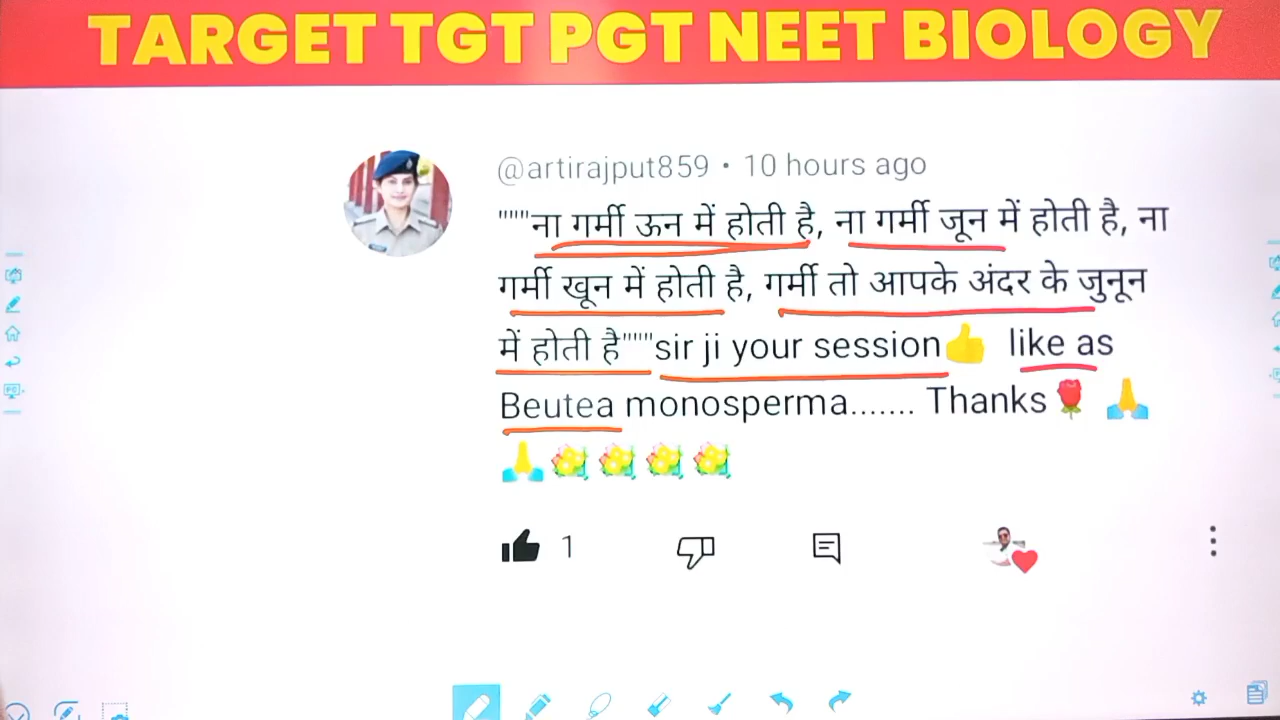 TARGET TGT PGT NEET BIOLOGY
@artirajput859 • 10 hours ago
"""ना गर्मी ऊन में होती है, ना गर्मी जून में होती है, ना
गर्मी खून में होती है, गर्मी तो आपके अंदर के जुनून
में होती है"""sir ji your session👍 like as
Beutea monosperma....... Thanks🌹 🙏
🙏💐💐💐💐
1